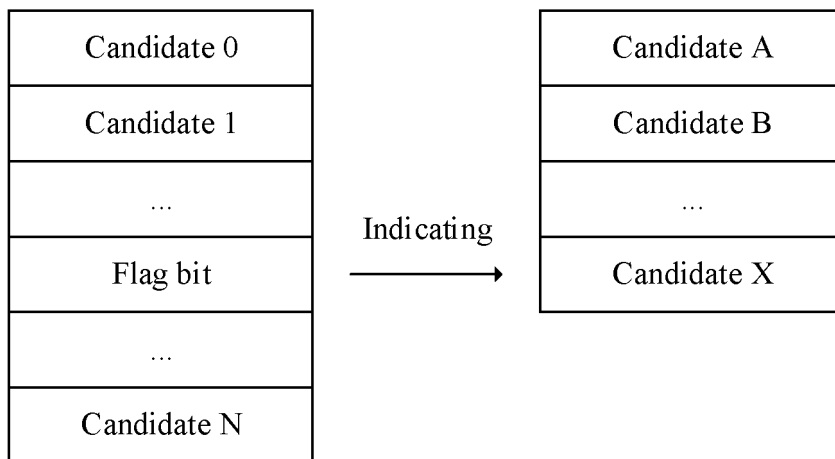 Candidate 0
Candidate 1
...
Flag bit
...
Candidate N
Indicating
Candidate A
Candidate B
...
Candidate X